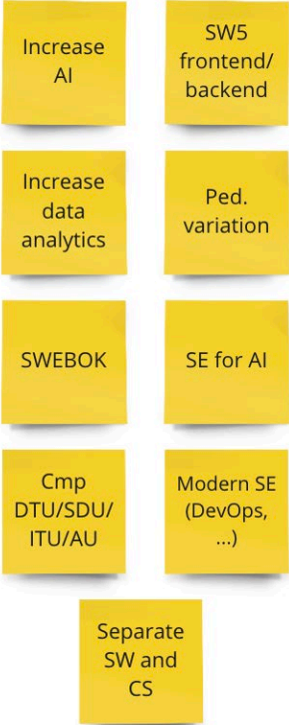 Increase
AI
SW5
frontend/
backend
Increase
data
analytics
Ped.
variation
SWEBOK
SE for AI
Cmp
DTU/SDU/
ITU/AU
Modern SE
(DevOps,
...)
Separate
SW and
CS